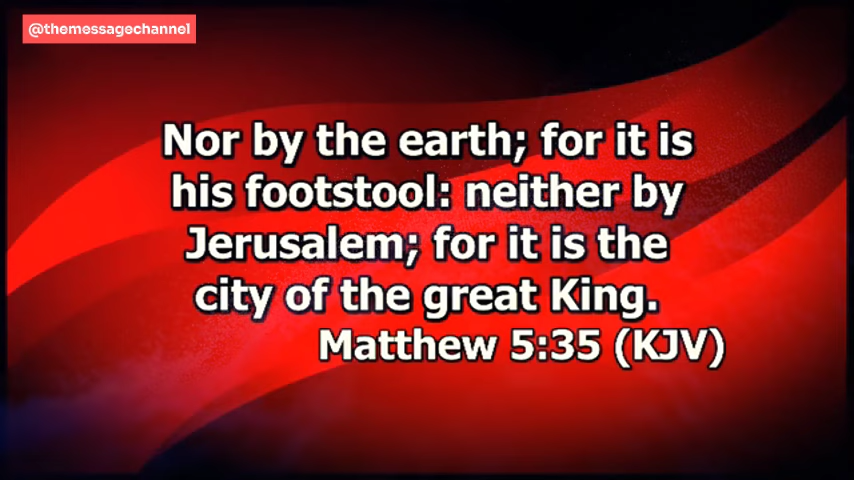 @themessagechannel
Nor by the earth; for it is
his footstool: neither by
Jerusalem; for it is the
city of the great King.
Matthew 5:35 (KJV)